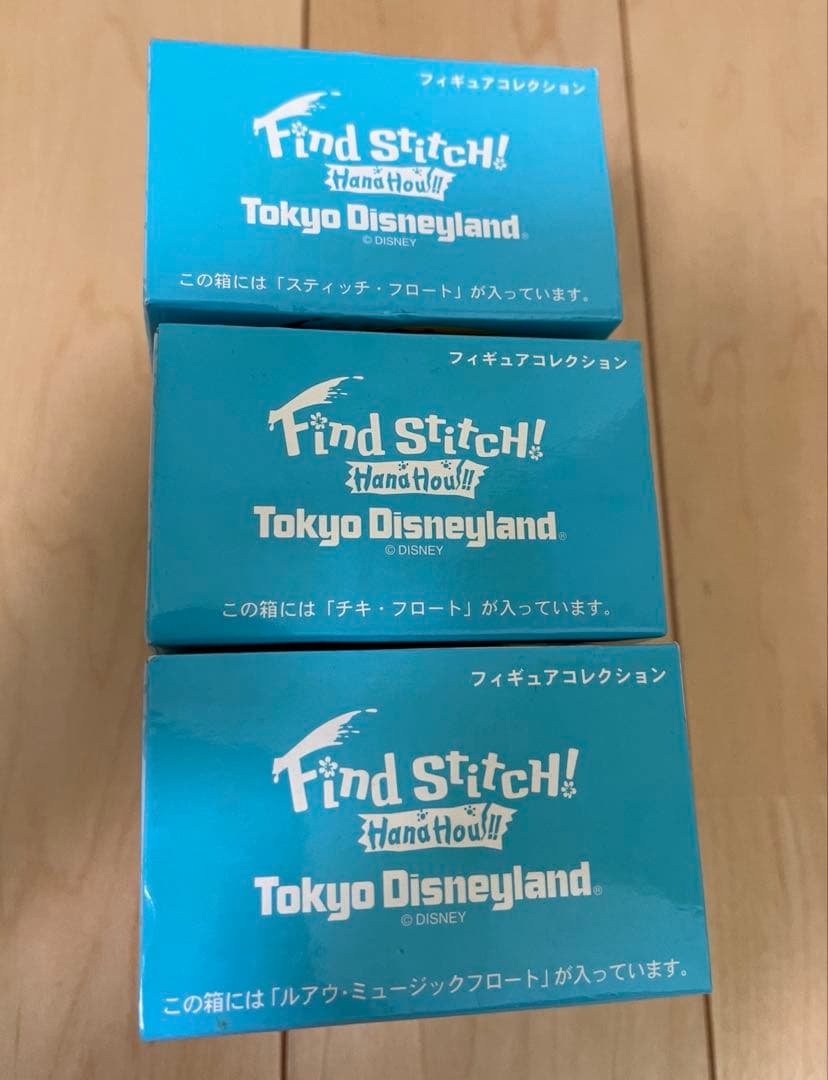 フィギュアコレクション
Find Stitch!
Hana Hou!!
Tokyo Disneyland®
© DISNEY
この箱には「スティッチ・フロート」が入っています。
フィギュアコレクション
Find Stitch!
Hana Hou!!
Tokyo Disneyland®
© DISNEY
この箱には「チキ・フロート」が入っています。
フィギュアコレクション
Find Stitch!
Hana Hou!!
Tokyo Disneyland®
© DISNEY
この箱には「ルアウ・ミュージックフロート」が入っています。